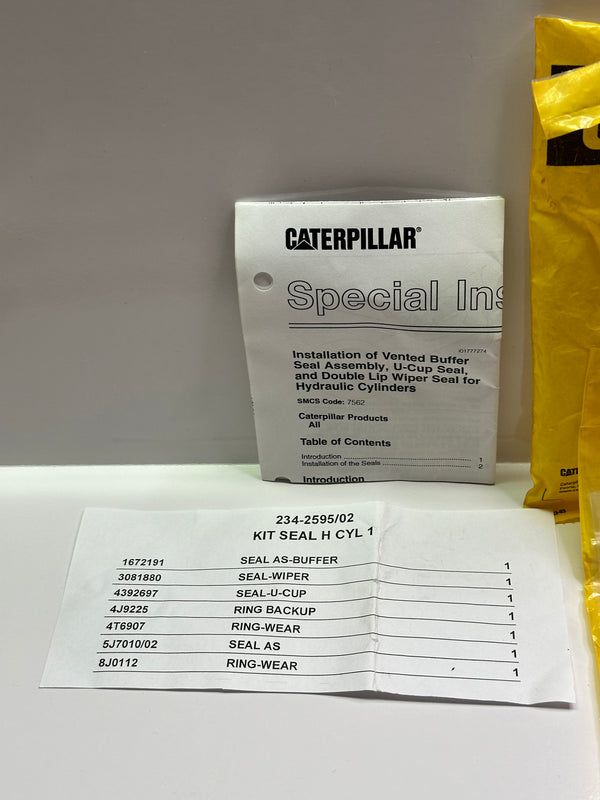 CATERPILLAR®
Special Ins
i01777274
Installation of Vented Buffer
Seal Assembly, U-Cup Seal,
and Double Lip Wiper Seal for
Hydraulic Cylinders
SMCS Code: 7562
Caterpillar Products
All
Table of Contents
Introduction ........ 1
Installation of the Seals ........ 2
Introduction
234-2595/02
KIT SEAL H CYL 1
1672191 SEAL AS-BUFFER 1
3081880 SEAL-WIPER 1
4392697 SEAL-U-CUP 1
4J9225 RING BACKUP 1
4T6907 RING-WEAR 1
5J7010/02 SEAL AS 1
8J0112 RING-WEAR 1